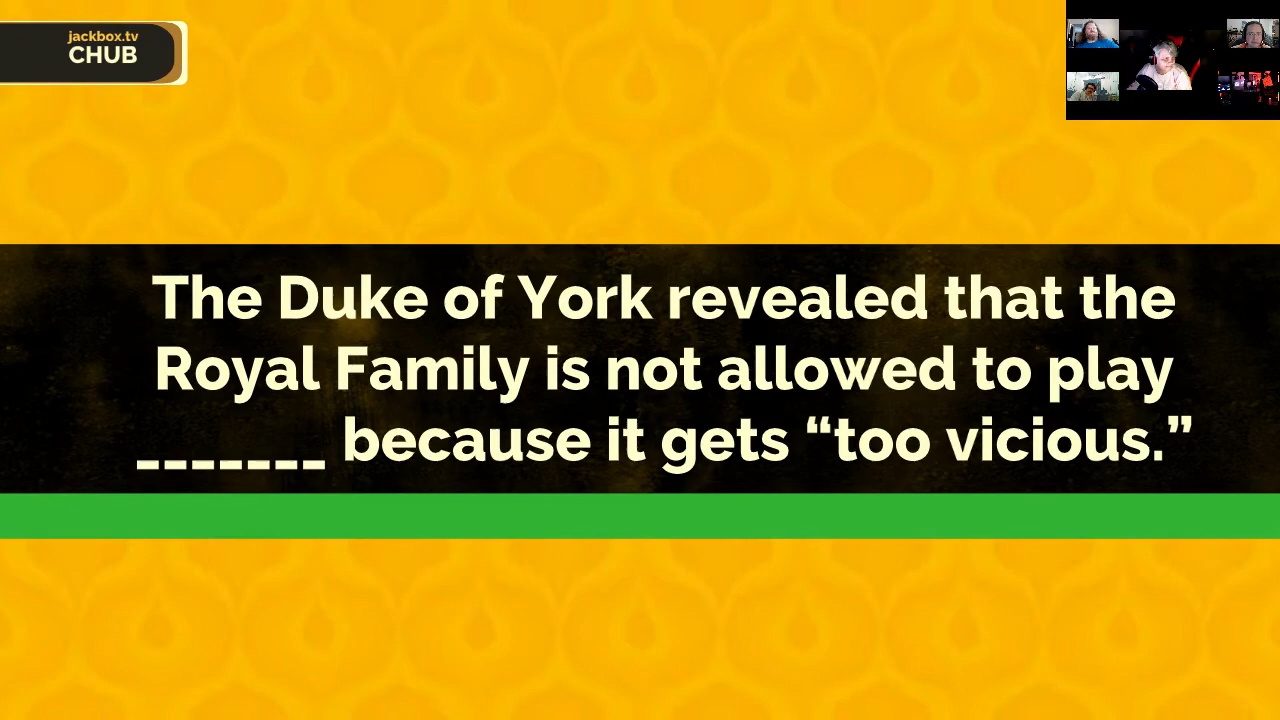 jackbox.tv
CHUB
The Duke of York revealed that the
Royal Family is not allowed to play
_______ because it gets “too vicious.”